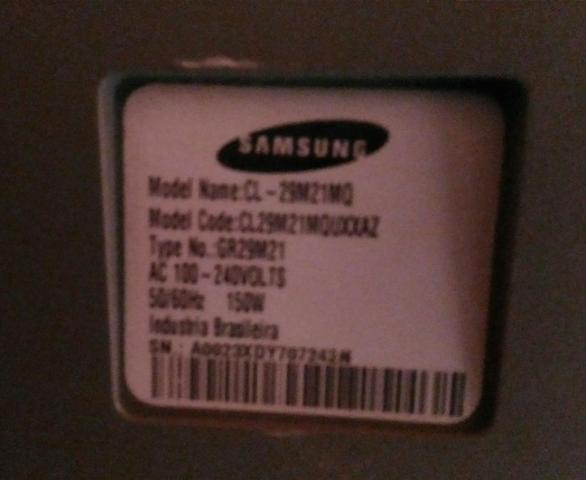 SAMSUNG
Model Name:CL-29M21MQ
Model Code:CL29M21MQUXXAZ
Type No.:GR29M21
AC 100-240VOLTS
50/60Hz 150W
Industria Brasileira
SN: